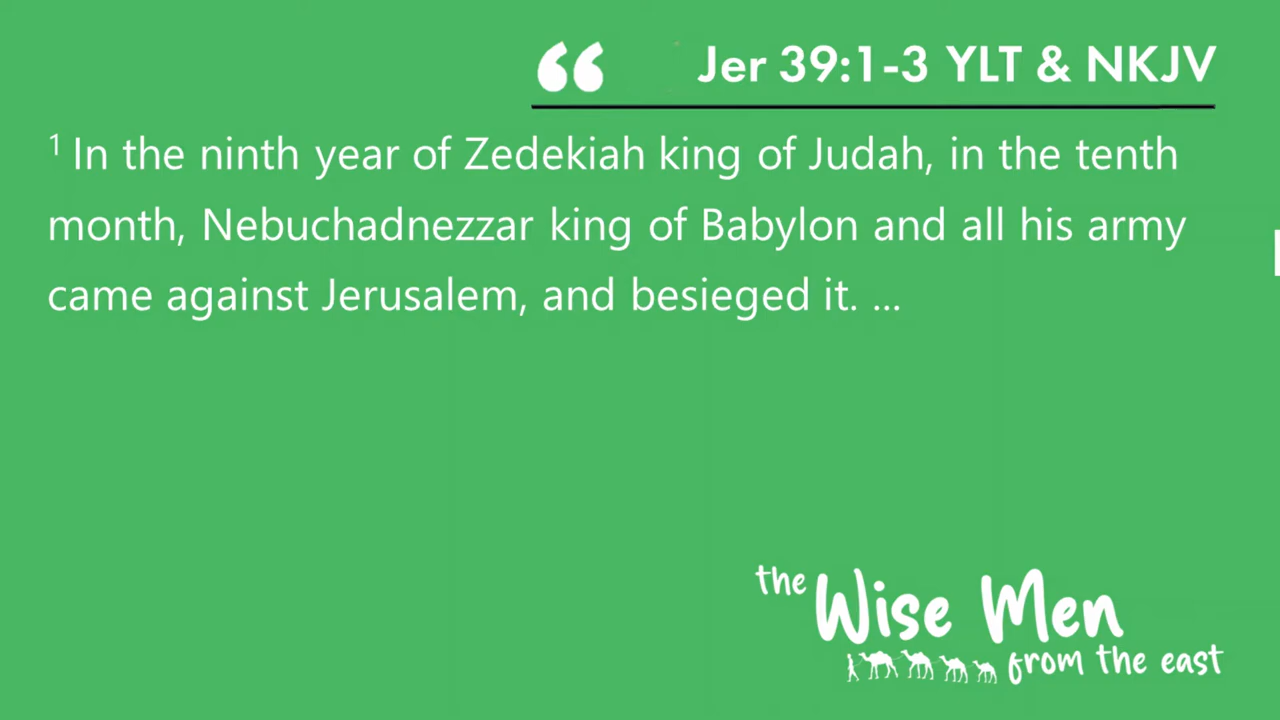 “ Jer 39:1-3 YLT & NKJV
1 In the ninth year of Zedekiah king of Judah, in the tenth
month, Nebuchadnezzar king of Babylon and all his army
came against Jerusalem, and besieged it. ...
the Wise Men
from the east